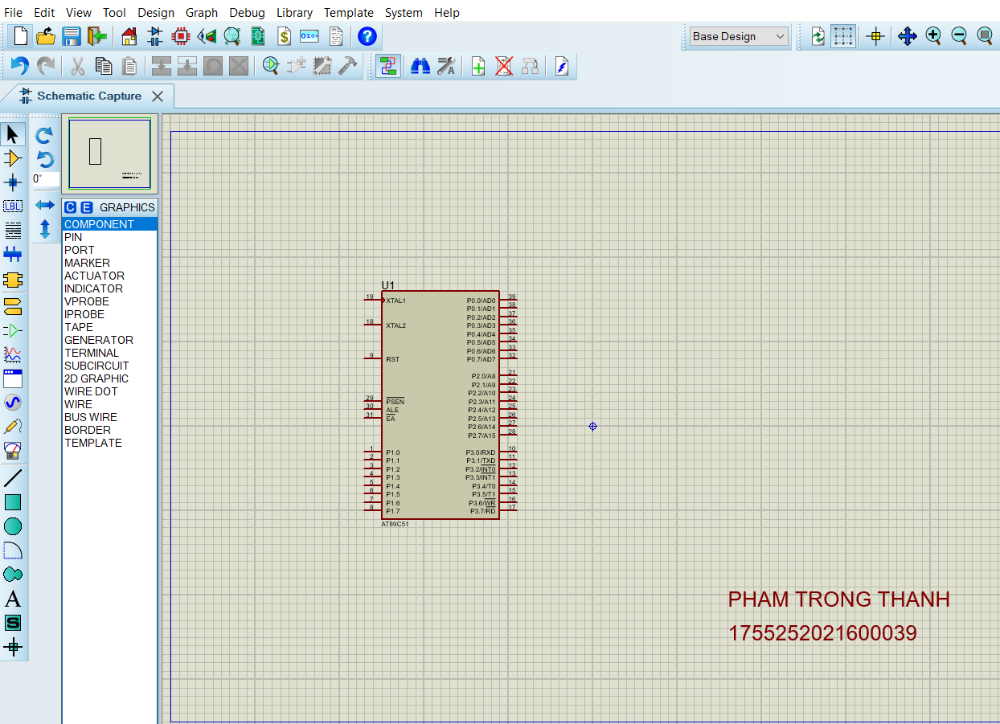 File Edit View Tool Design Graph Debug Library Template System Help
$ 0101 ?
Base Design
A
Schematic Capture
0°
LBL
C E GRAPHICS
COMPONENT
PIN
PORT
MARKER
ACTUATOR
INDICATOR
VPROBE
IPROBE
TAPE
GENERATOR
TERMINAL
SUBCIRCUIT
2D GRAPHIC
WIRE DOT
WIRE
BUS WIRE
BORDER
TEMPLATE
A
S
U1
19 XTAL1 P0.0/AD0 39
P0.1/AD1 38
P0.2/AD2 37
18 XTAL2 P0.3/AD3 36
P0.4/AD4 35
P0.5/AD5 34
P0.6/AD6 33
9 RST P0.7/AD7 32
P2.0/A8 21
P2.1/A9 22
P2.2/A10 23
29 PSEN P2.3/A11 24
30 ALE P2.4/A12 25
31 EA P2.5/A13 26
P2.6/A14 27
P2.7/A15 28
1 P1.0 P3.0/RXD 10
2 P1.1 P3.1/TXD 11
3 P1.2 P3.2/INT0 12
4 P1.3 P3.3/INT1 13
5 P1.4 P3.4/T0 14
6 P1.5 P3.5/T1 15
7 P1.6 P3.6/WR 16
8 P1.7 P3.7/RD 17
AT89C51
PHAM TRONG THANH
1755252021600039